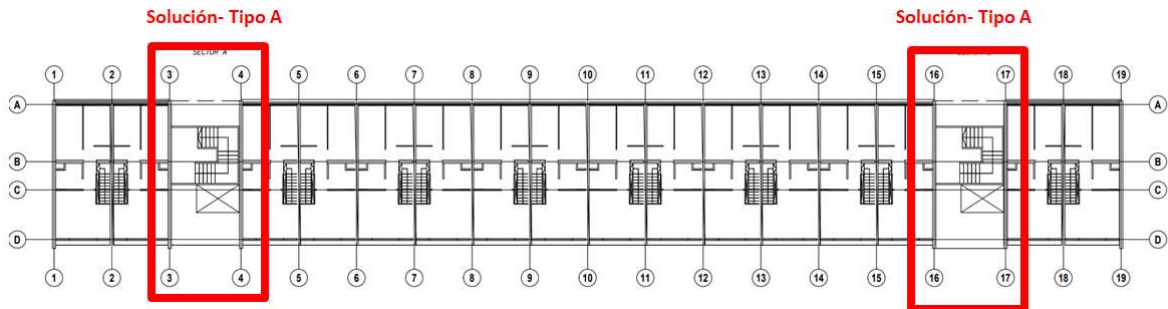 Solución- Tipo A Solución- Tipo A
SECTOR A
1 2 3 4 5 6 7 8 9 10 11 12 13 14 15 16 17 18 19
A A
B B
C C
D D
1 2 3 4 5 6 7 8 9 10 11 12 13 14 15 16 17 18 19